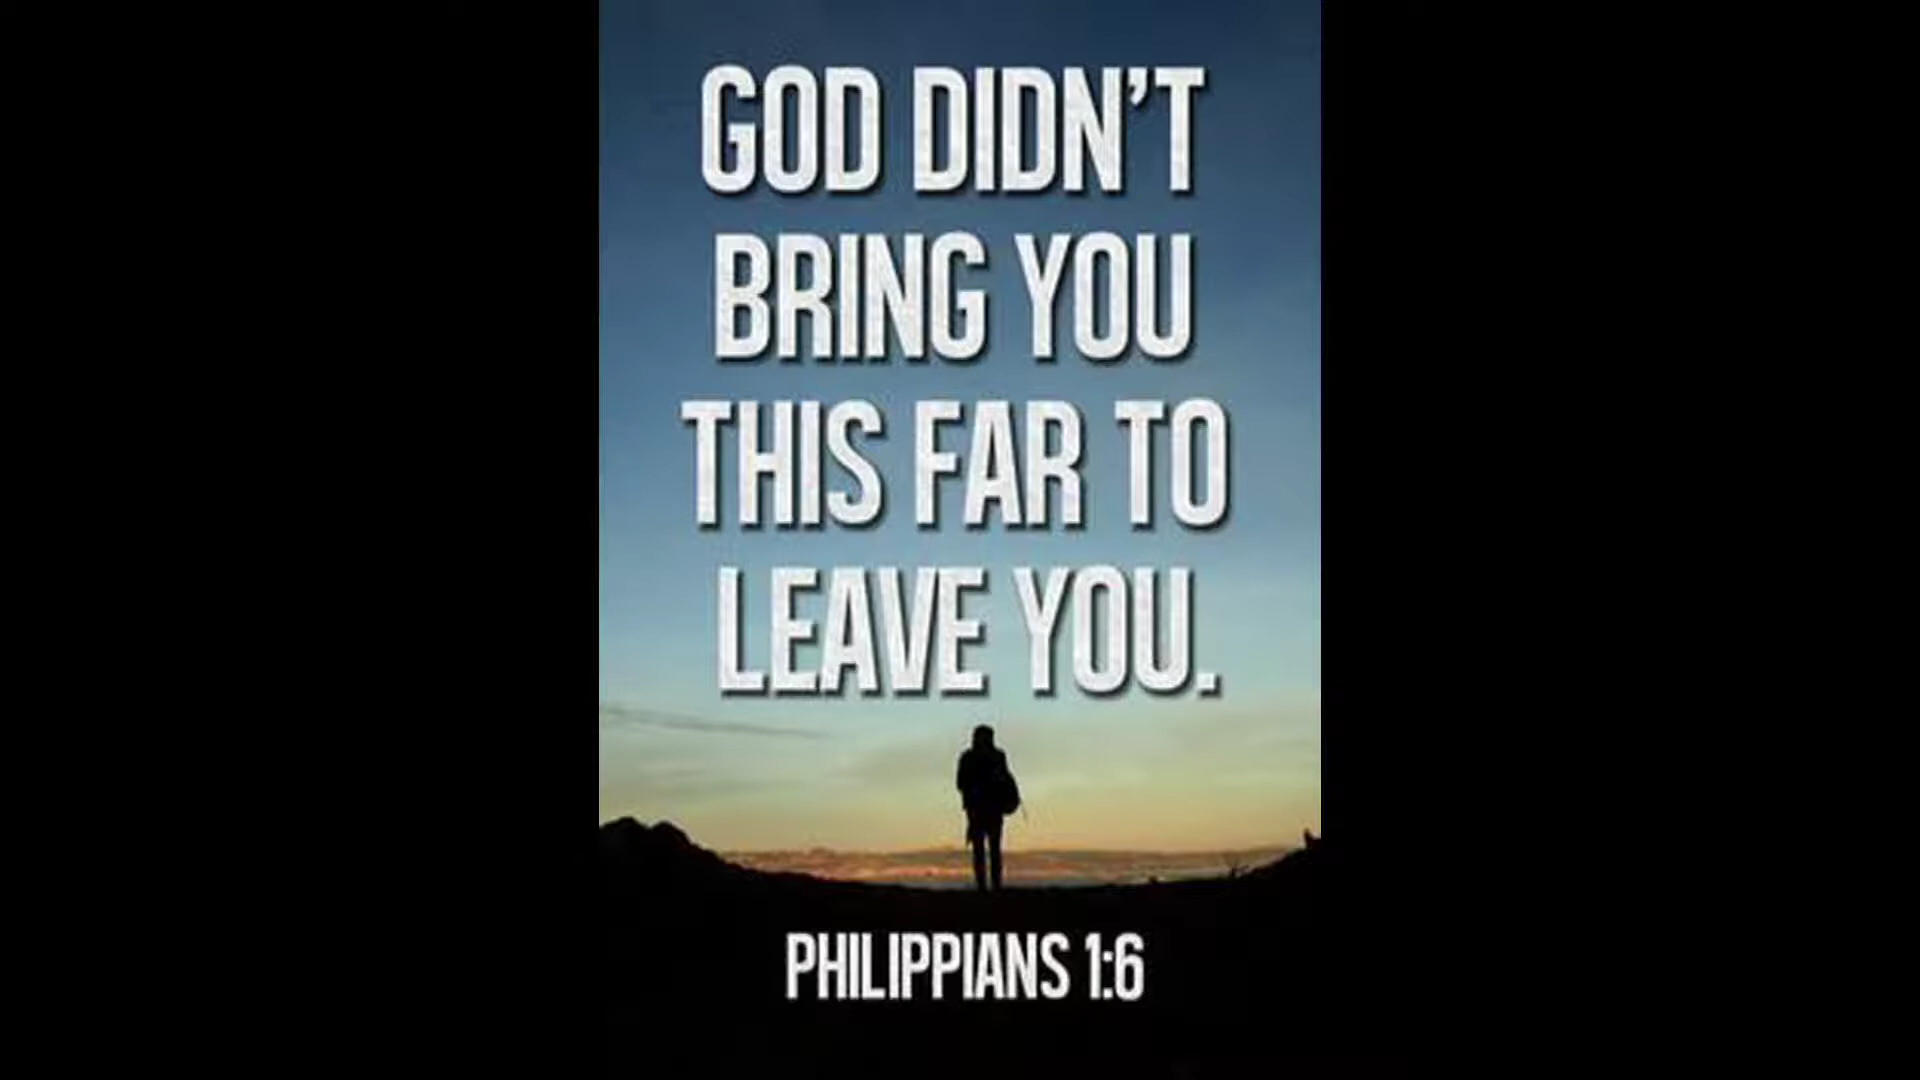 GOD DIDN'T
BRING YOU
THIS FAR TO
LEAVE YOU.
PHILIPPIANS 1:6